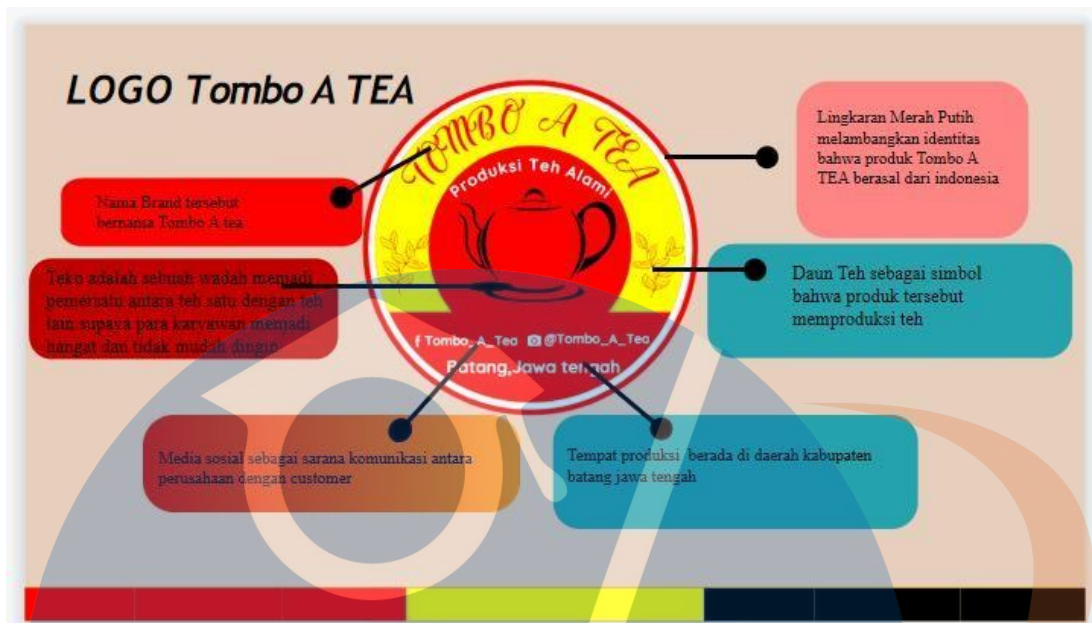 LOGO Tombo A TEA
TOMBO A TEA
Produksi Teh Alami
f Tombo_A_Tea @Tombo_A_Tea
Batang,Jawa tengah
Nama Brand tersebut
bernama Tombo A tea
Teko adalah sebuah wadah menjadi
pemersatu antara teh satu dengan teh
lain supaya para karyawan menjadi
hangat dan tidak mudah dingin
Lingkaran Merah Putih
melambangkan identitas
bahwa produk Tombo A
TEA berasal dari indonesia
Daun Teh sebagai simbol
bahwa produk tersebut
memproduksi teh
Media sosial sebagai sarana komunikasi antara
perusahaan dengan customer
Tempat produksi berada di daerah kabupaten
batang jawa tengah